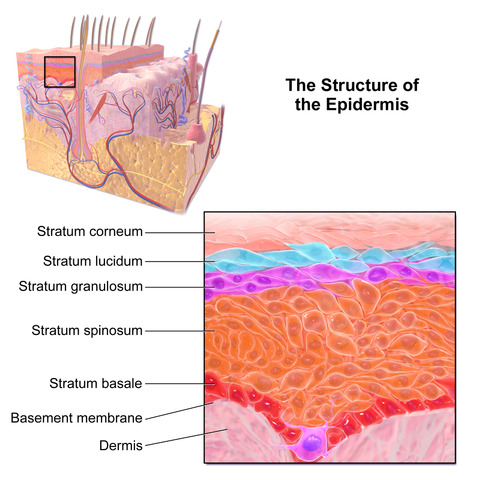 The Structure of
the Epidermis
Stratum corneum
Stratum lucidum
Stratum granulosum
Stratum spinosum
Stratum basale
Basement membrane
Dermis